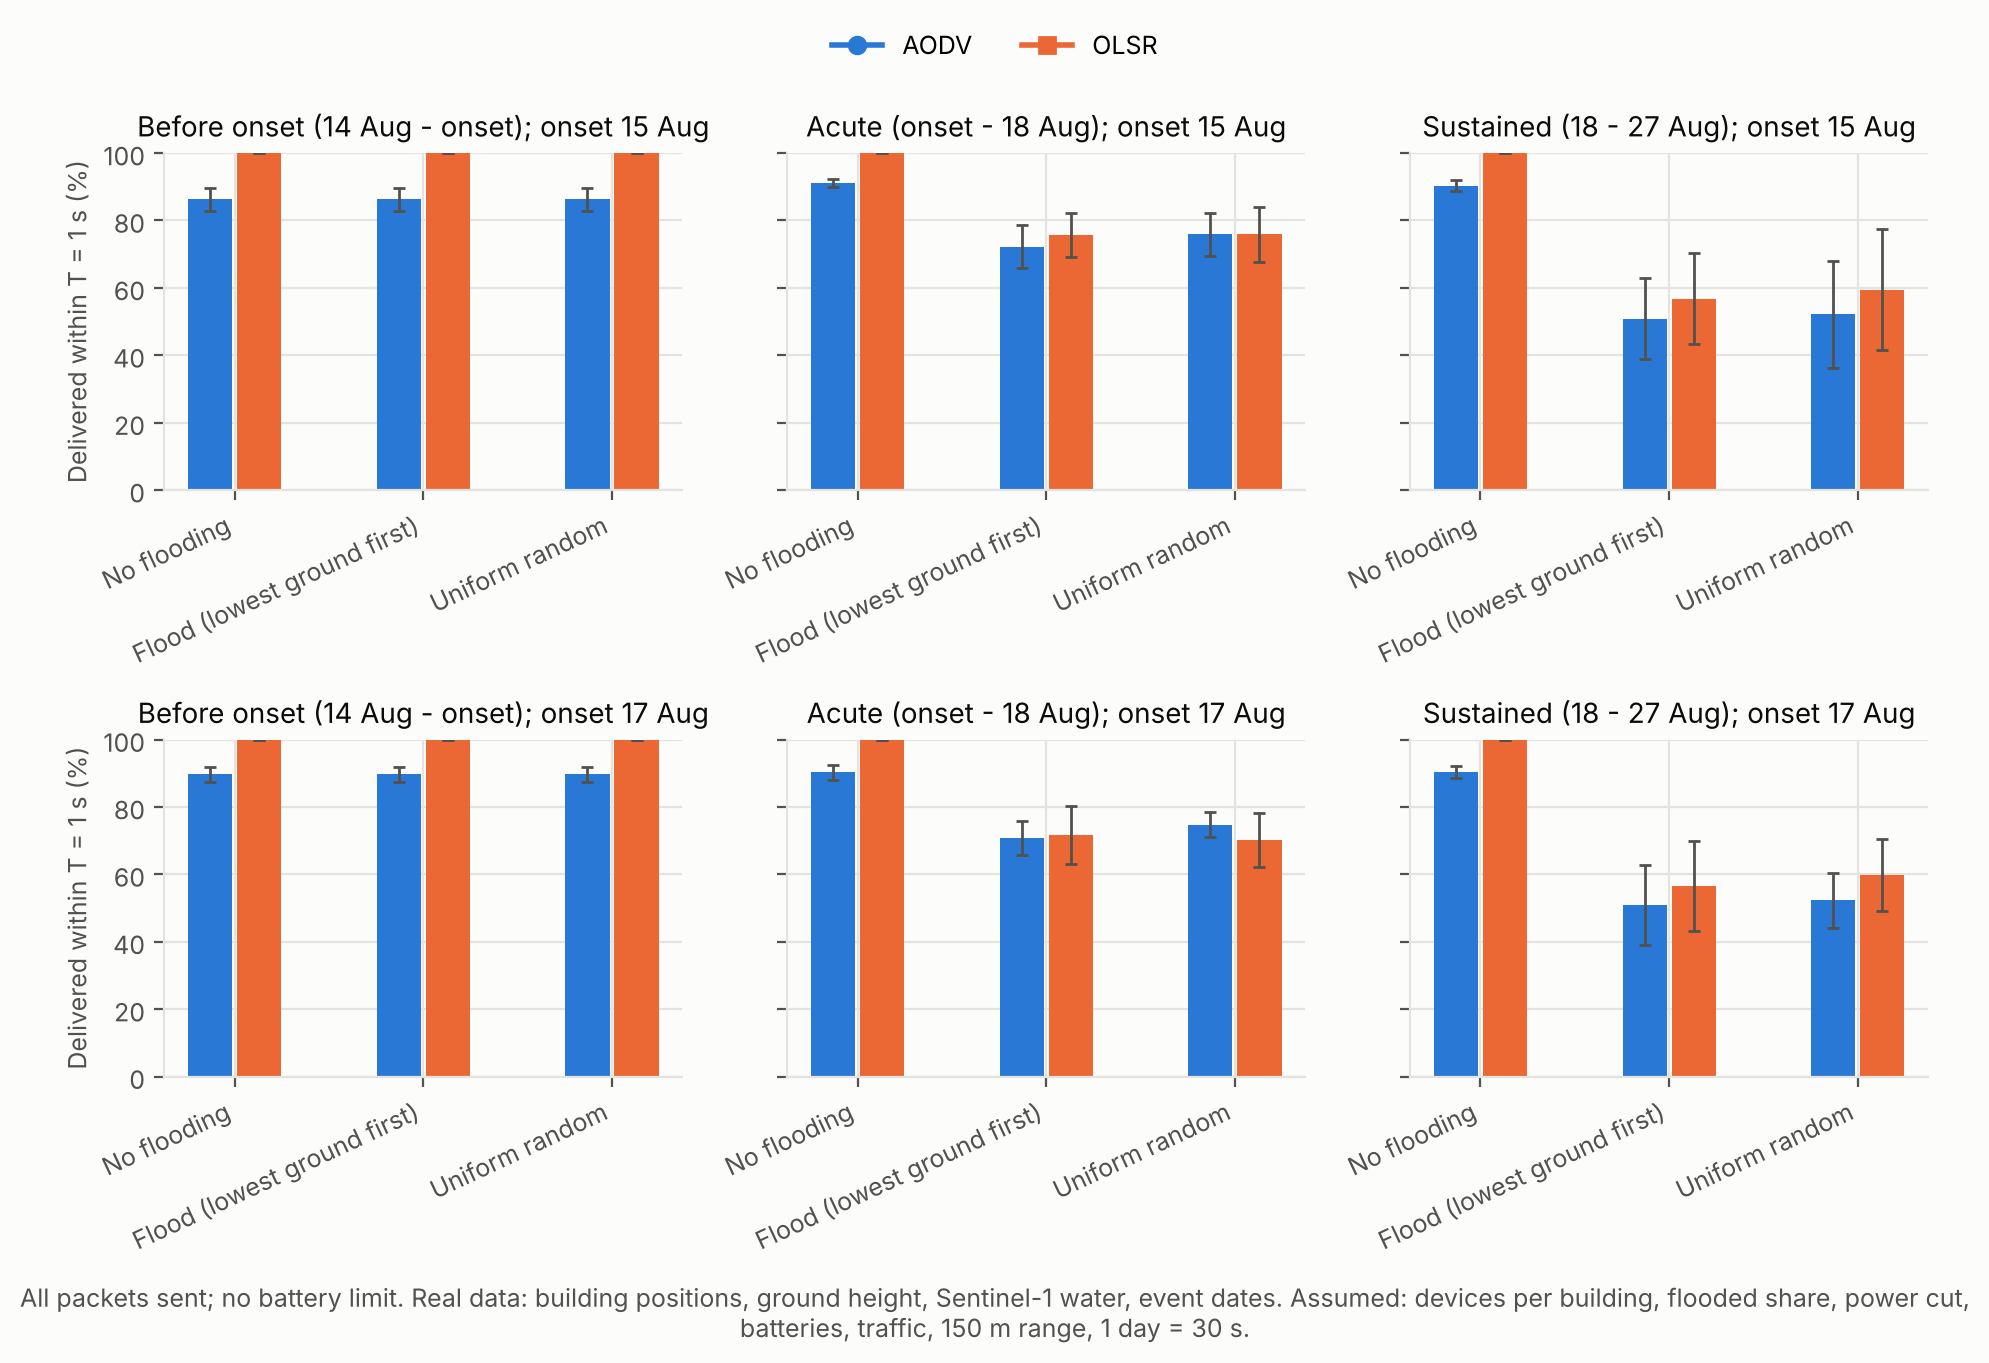 AODV OLSR
Before onset (14 Aug - onset); onset 15 Aug
Acute (onset - 18 Aug); onset 15 Aug
Sustained (18 - 27 Aug); onset 15 Aug
Delivered within T = 1 s (%)
100
80
60
40
20
0
No flooding
Flood (lowest ground first)
Uniform random
No flooding
Flood (lowest ground first)
Uniform random
No flooding
Flood (lowest ground first)
Uniform random
Before onset (14 Aug - onset); onset 17 Aug
Acute (onset - 18 Aug); onset 17 Aug
Sustained (18 - 27 Aug); onset 17 Aug
Delivered within T = 1 s (%)
100
80
60
40
20
0
No flooding
Flood (lowest ground first)
Uniform random
No flooding
Flood (lowest ground first)
Uniform random
No flooding
Flood (lowest ground first)
Uniform random
All packets sent; no battery limit. Real data: building positions, ground height, Sentinel-1 water, event dates. Assumed: devices per building, flooded share, power cut,
batteries, traffic, 150 m range, 1 day = 30 s.